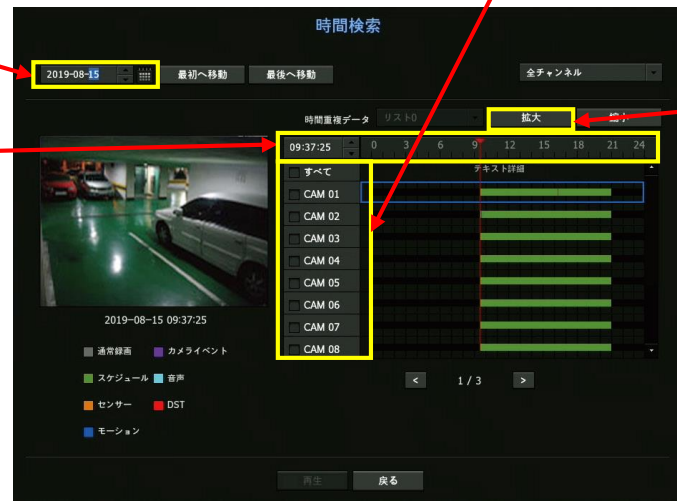 時間検索
2019-08-15 最初へ移動 最後へ移動 全チャンネル
時間重複データ リスト0 拡大 縮小
09:37:25 0 3 6 9 12 15 18 21 24
すべて テキスト詳細
CAM 01
CAM 02
CAM 03
CAM 04
CAM 05
CAM 06
CAM 07
CAM 08
2019-08-15 09:37:25
通常録画 カメライベント
スケジュール 音声
センサー DST
モーション
< 1 / 3 >
再生 戻る